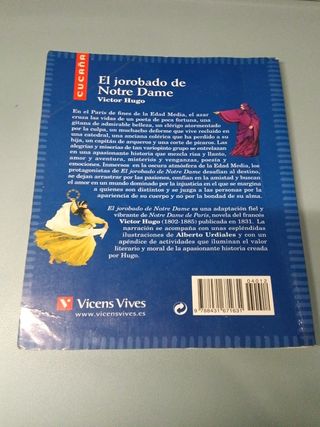 CUCAÑA
El jorobado de
Notre Dame
Victor Hugo
En el París de fines de la Edad Media, el azar
cruza las vidas de un poeta de poca fortuna, una
gitana de admirable belleza, un clérigo atormentado
por la culpa, un muchacho deforme que vive recluido en
una catedral, una anciana colérica que ha perdido a su
hija, un capitán de arqueros y una corte de pícaros. Las
alegrías y miserias de tan variopinto grupo se entrelazan
en una apasionante historia que mezcla risa y llanto,
amor y aventura, misterios y venganzas, poesía y
emociones. Inmersos en la oscura atmósfera de la Edad Media, los
protagonistas de El jorobado de Notre Dame desafían al destino,
se dejan arrastrar por las pasiones, confían en la amistad y buscan
el amor en un mundo dominado por la injusticia en el que se margina
a quienes son distintos y se juzga a las personas por la
apariencia de su cuerpo y no por la bondad de su alma.
El jorobado de Notre Dame es una adaptación fiel y
vibrante de Notre Dame de París, novela del francés
Victor Hugo (1802-1885) publicada en 1831. La
narración se acompaña con unas espléndidas
ilustraciones de Alberto Urdiales y con un
apéndice de actividades que iluminan el valor
literario y moral de la apasionante historia creada
por Hugo.
Vicens Vives
www.vicensvives.es
04012
9 788431 671631